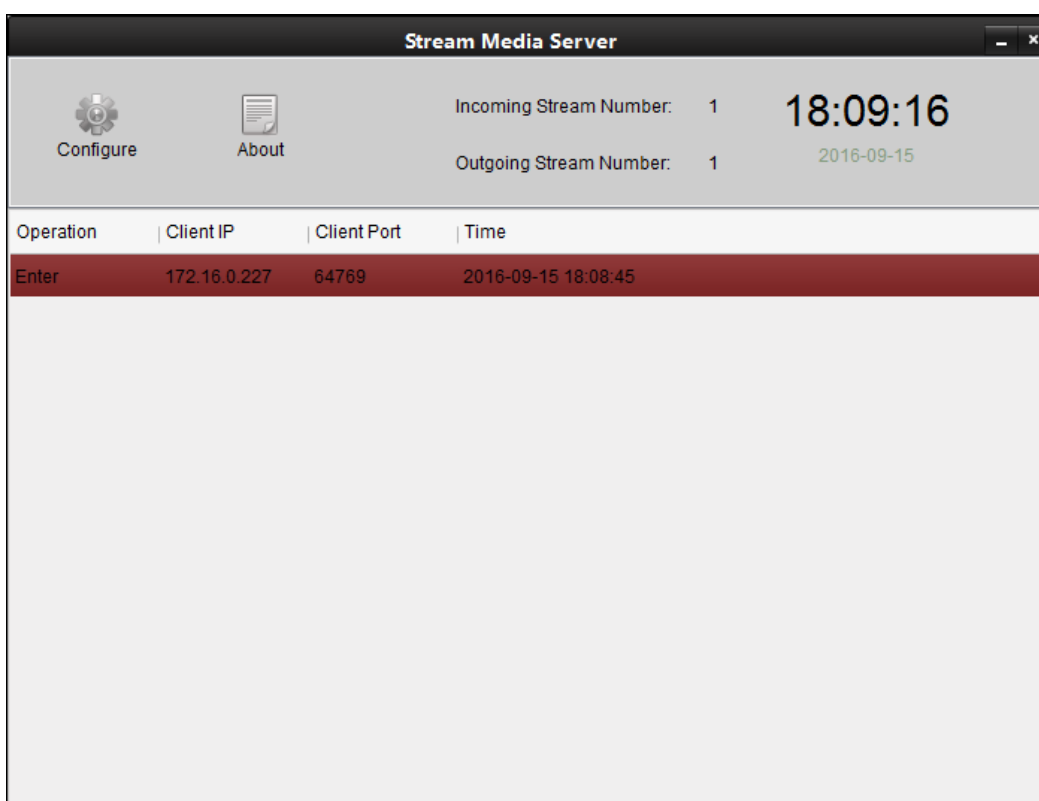 Stream Media Server
Configure
About
Incoming Stream Number: 1
Outgoing Stream Number: 1
18:09:16
2016-09-15
Operation Client IP Client Port Time
Enter 172.16.0.227 64769 2016-09-15 18:08:45